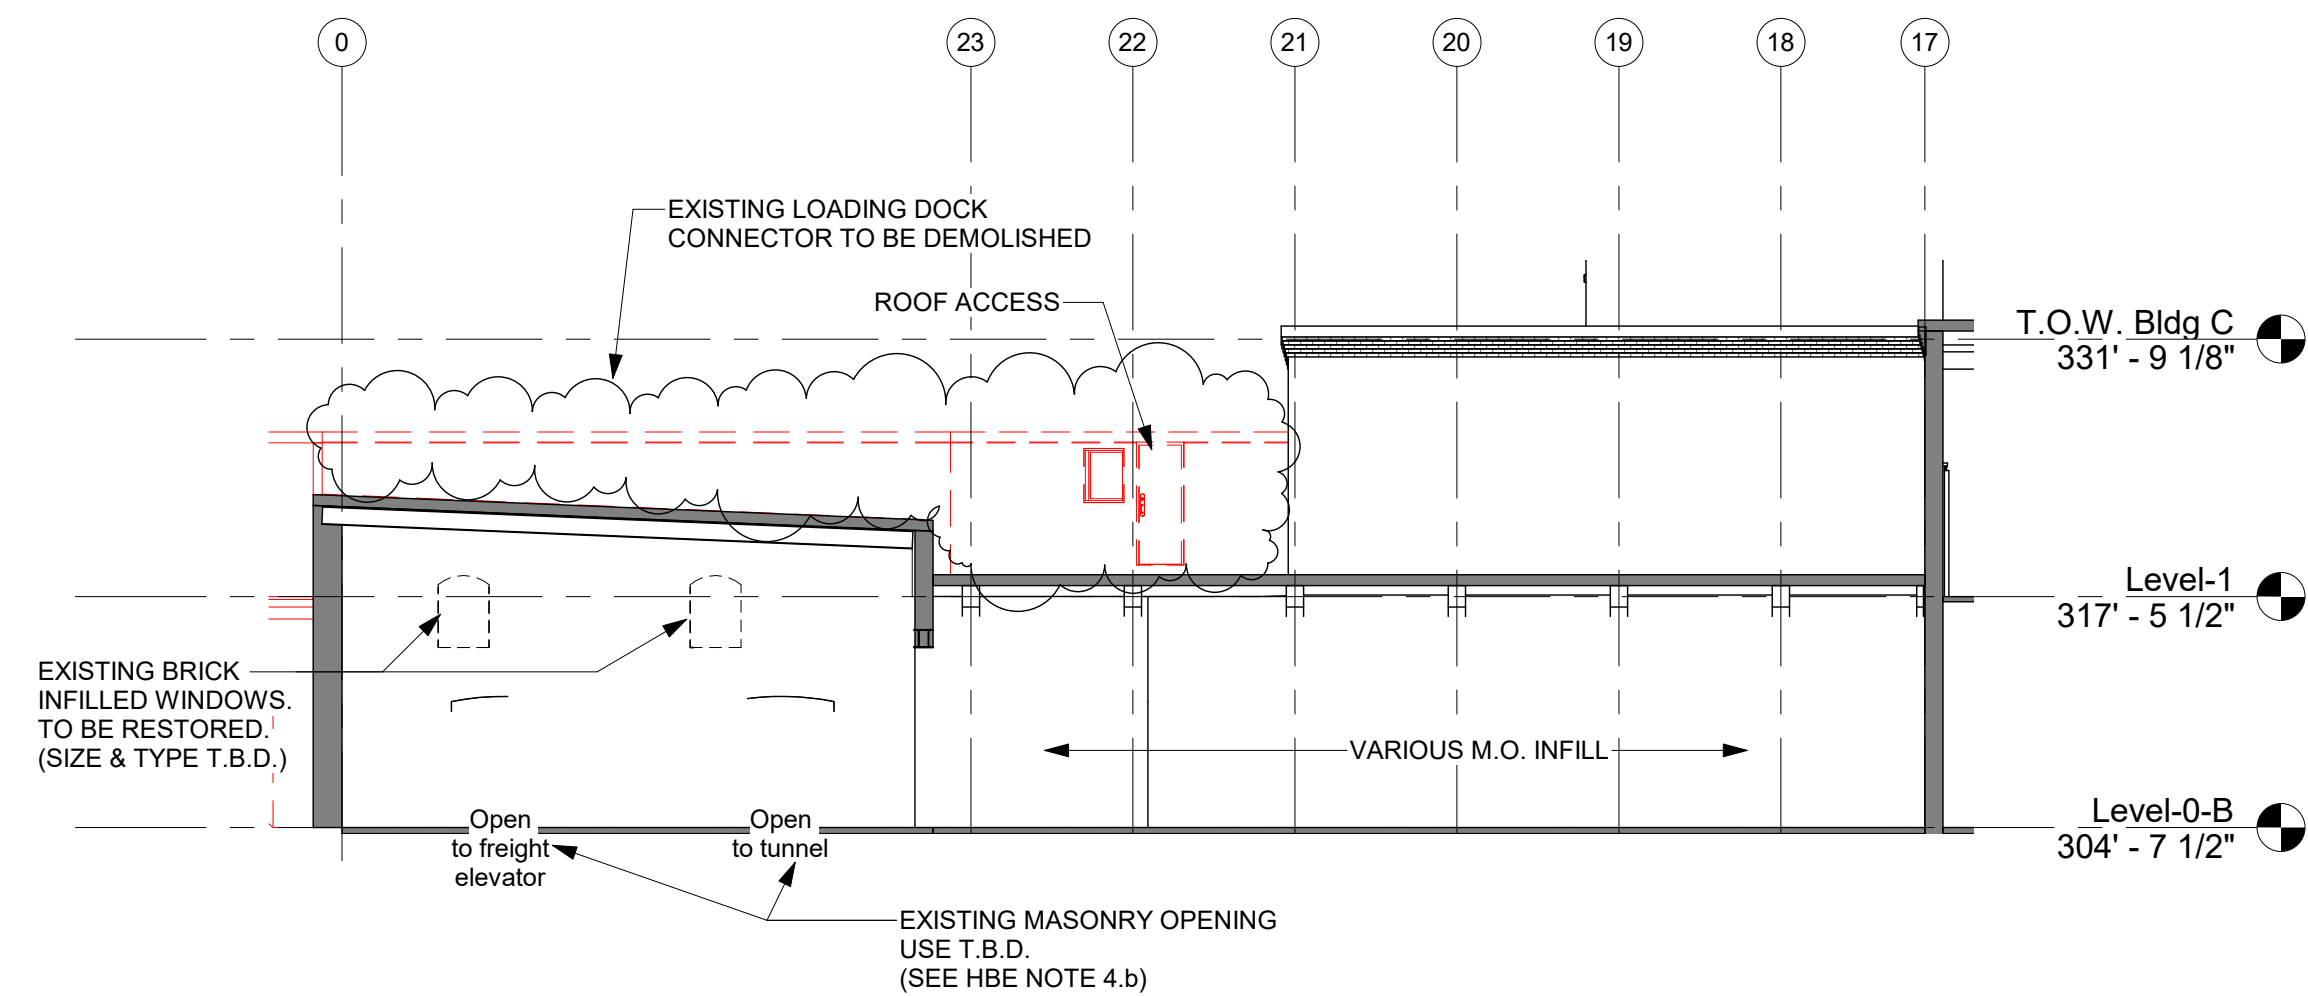 0
23
22
21
20
19
18
17
EXISTING LOADING DOCK
CONNECTOR TO BE DEMOLISHED
ROOF ACCESS
T.O.W. Bldg C
331' - 9 1/8"
Level-1
317' - 5 1/2"
EXISTING BRICK
INFILLED WINDOWS.
TO BE RESTORED.
(SIZE & TYPE T.B.D.)
VARIOUS M.O. INFILL
Level-0-B
304' - 7 1/2"
Open
to freight
elevator
Open
to tunnel
EXISTING MASONRY OPENING
USE T.B.D.
(SEE HBE NOTE 4.b)